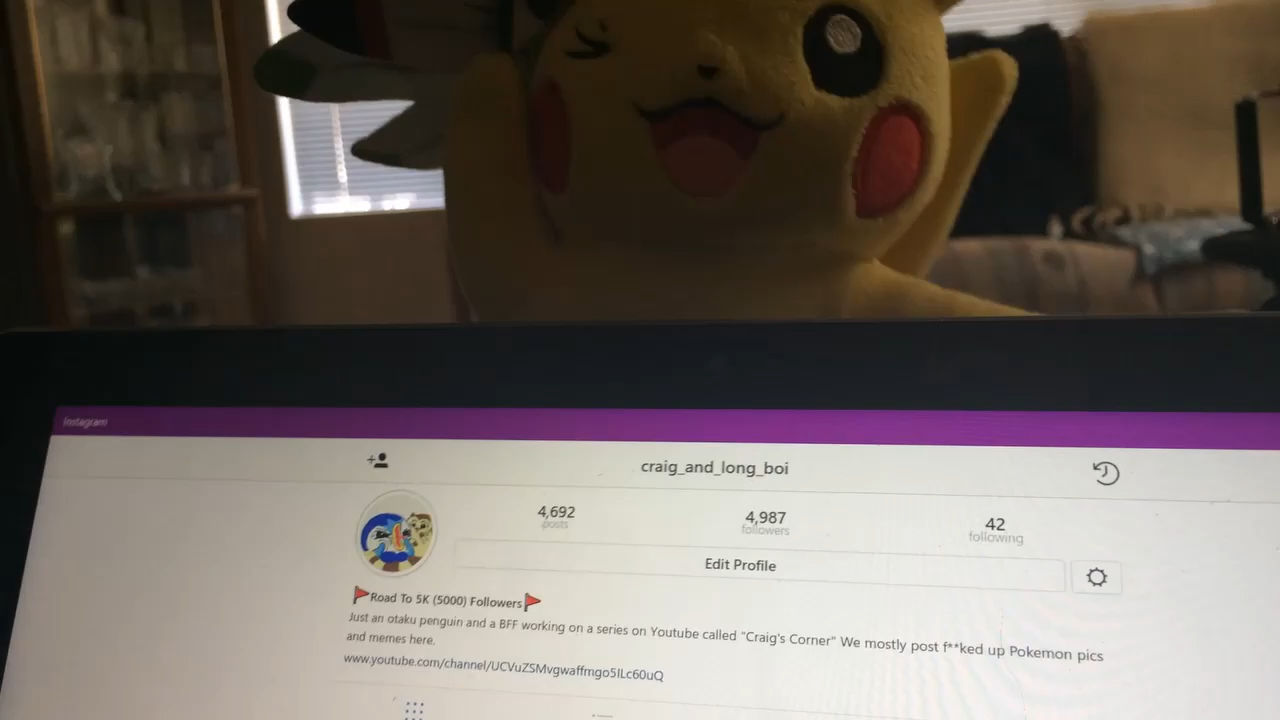 Instagram
craig_and_long_boi
4,692 4,987 42
posts followers following
Edit Profile
Road To 5K (5000) Followers
Just an otaku penguin and a BFF working on a series on Youtube called "Craig's Corner" We mostly post f**ked up Pokemon pics
and memes here.
www.youtube.com/channel/UCVuZSMvgwaffmgo5ILc60uQ